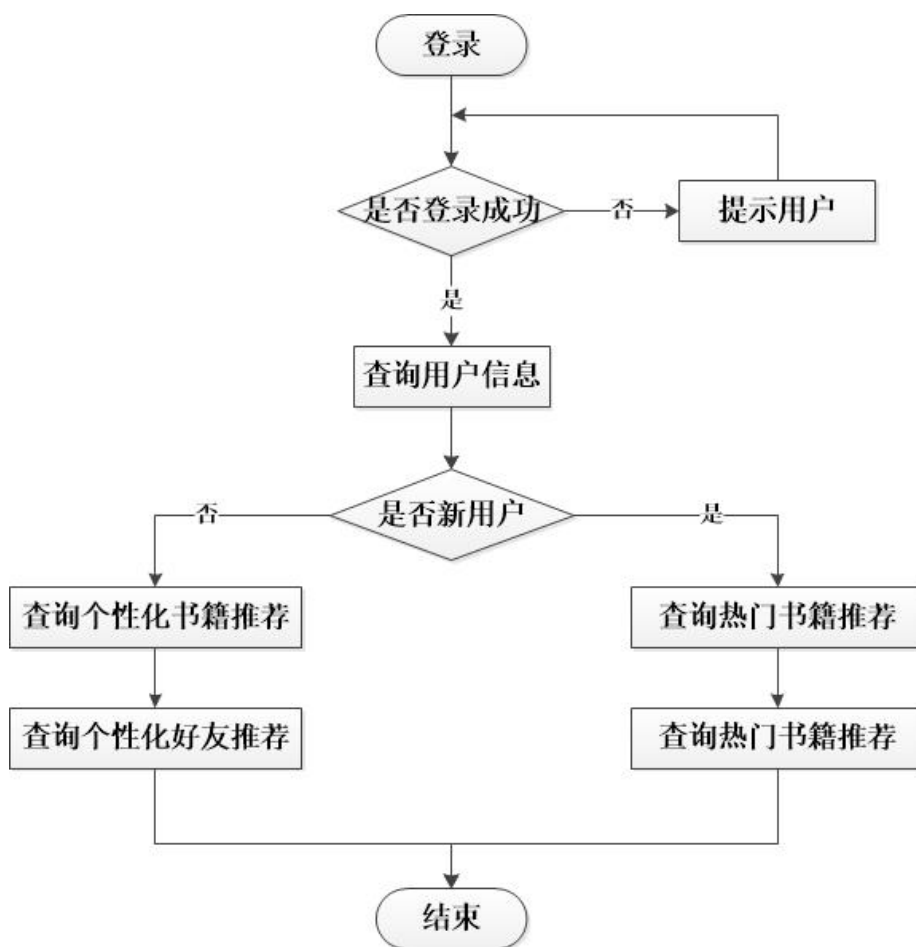 登录
是否登录成功
否
提示用户
是
查询用户信息
是否新用户
否
是
查询个性化书籍推荐
查询热门书籍推荐
查询个性化好友推荐
查询热门书籍推荐
结束